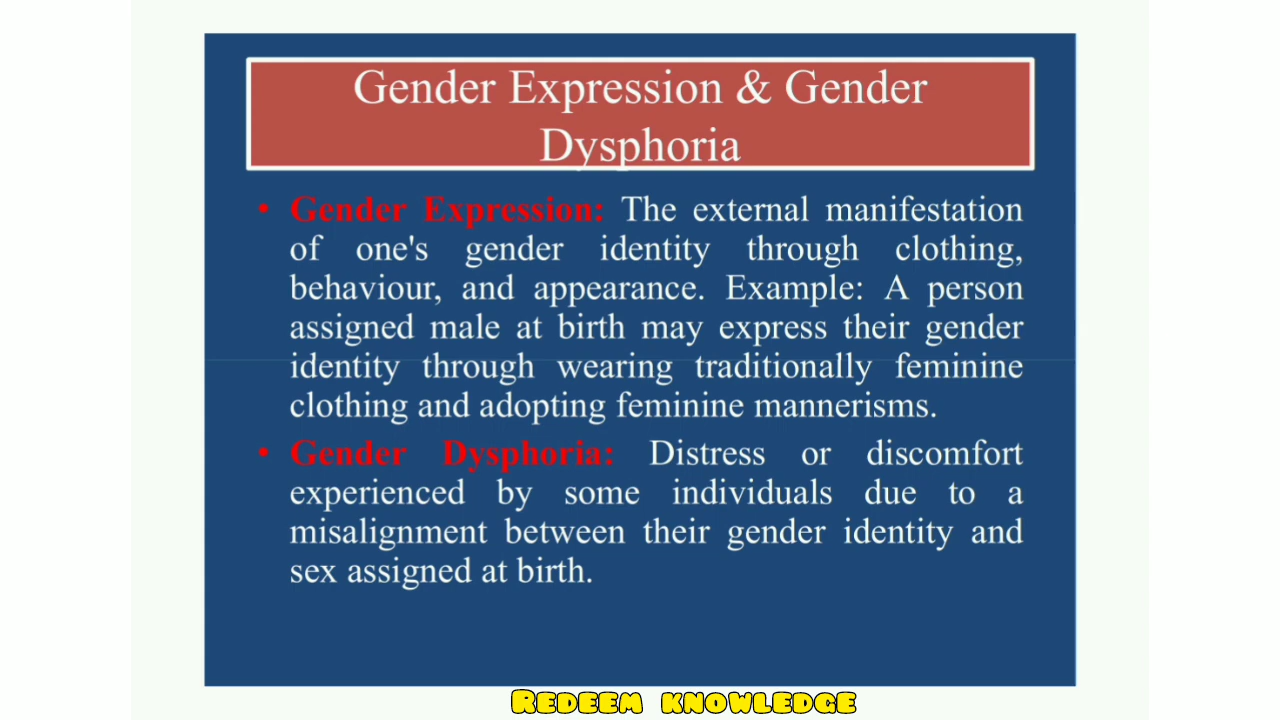 Gender Expression & Gender
Dysphoria
• Gender Expression: The external manifestation
of one's gender identity through clothing,
behaviour, and appearance. Example: A person
assigned male at birth may express their gender
identity through wearing traditionally feminine
clothing and adopting feminine mannerisms.
• Gender Dysphoria: Distress or discomfort
experienced by some individuals due to a
misalignment between their gender identity and
sex assigned at birth.
Redeem knowledge